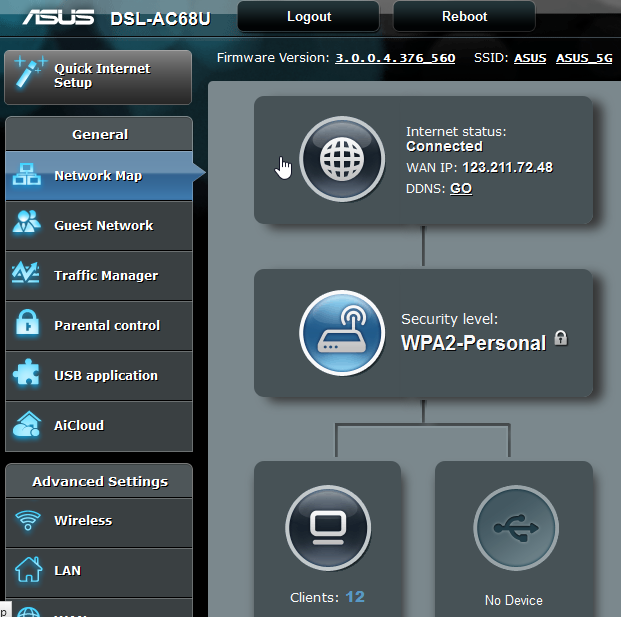 ASUS DSL-AC68U
Logout
Reboot
Firmware Version: 3.0.0.4.376_560 SSID: ASUS ASUS_5G
Quick Internet
Setup
General
Network Map
Guest Network
Traffic Manager
Parental control
USB application
AiCloud
Advanced Settings
Wireless
LAN
Internet status:
Connected
WAN IP: 123.211.72.48
DDNS: GO
Security level:
WPA2-Personal
Clients: 12
No Device
p